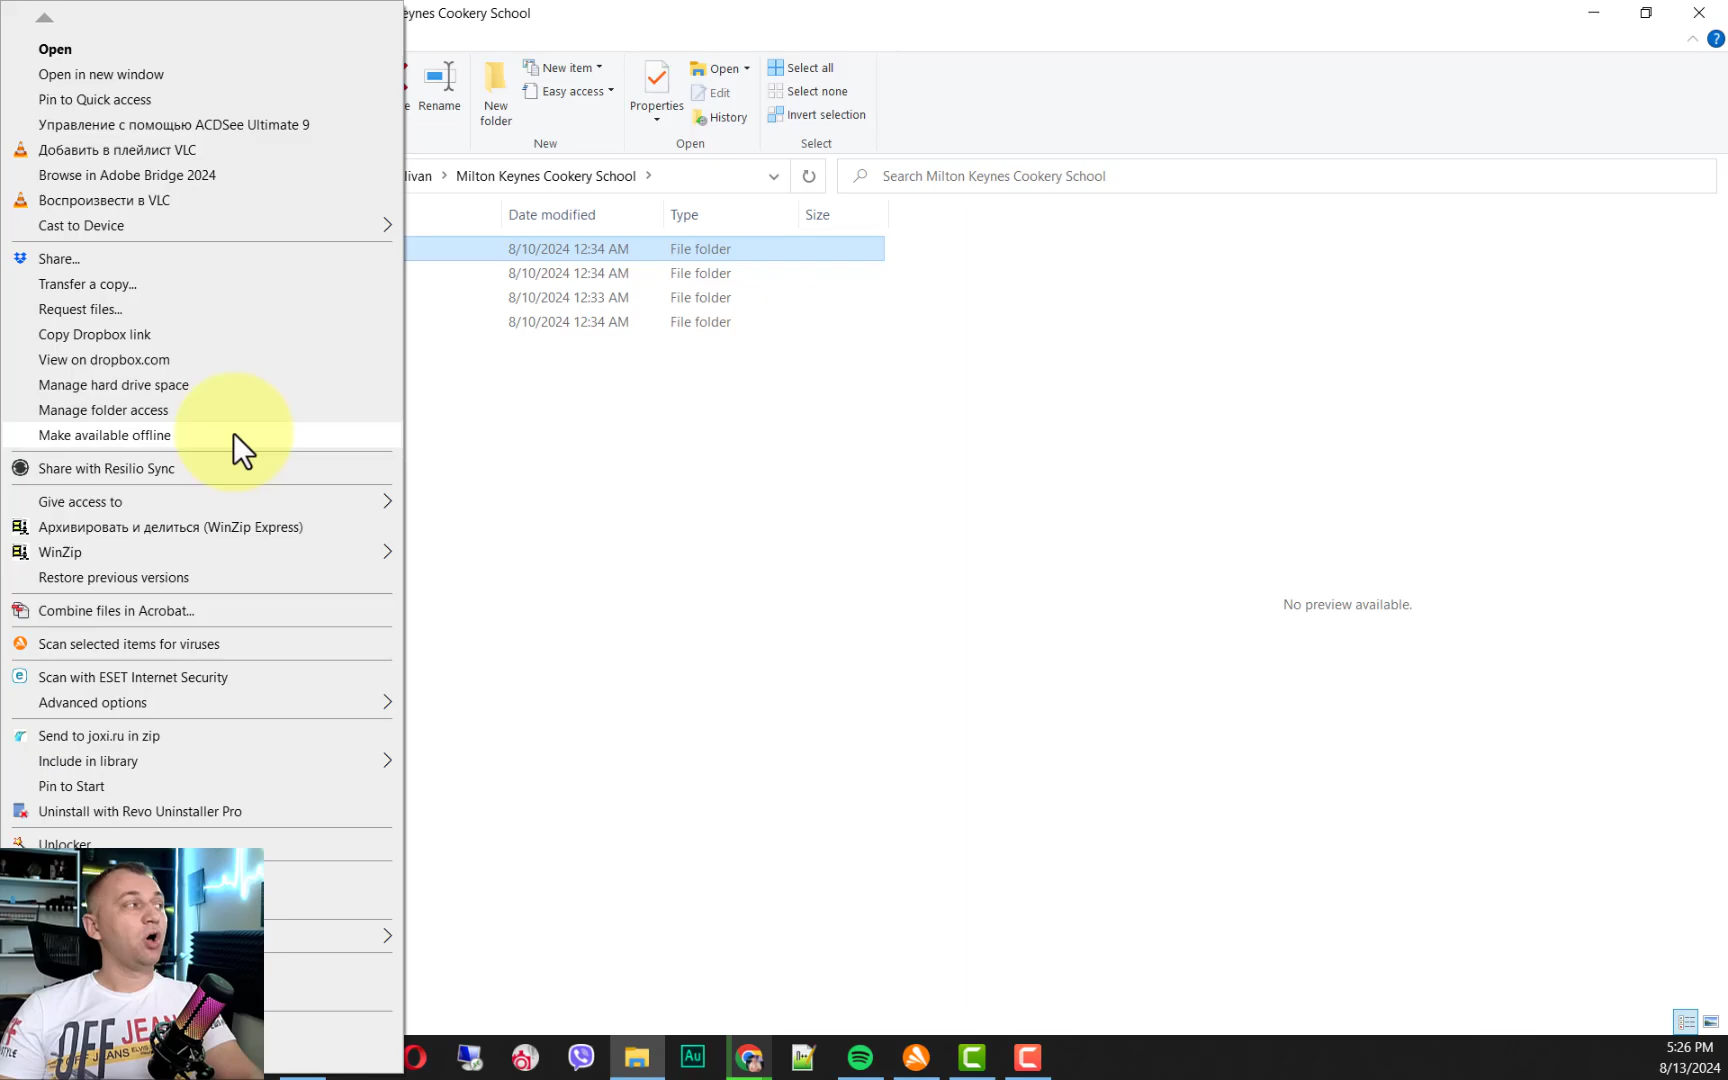 eynes Cookery School
Open
Open in new window
Pin to Quick access
Управление с помощью ACDSee Ultimate 9
Добавить в плейлист VLC
Browse in Adobe Bridge 2024
Воспроизвести в VLC
Cast to Device
Share...
Transfer a copy...
Request files...
Copy Dropbox link
View on dropbox.com
Manage hard drive space
Manage folder access
Make available offline
Share with Resilio Sync
Give access to
Архивировать и делиться (WinZip Express)
WinZip
Restore previous versions
Combine files in Acrobat...
Scan selected items for viruses
Scan with ESET Internet Security
Advanced options
Send to joxi.ru in zip
Include in library
Pin to Start
Uninstall with Revo Uninstaller Pro
Unlocker
e
Rename
New
folder
New item
Easy access
New
Properties
Open
Edit
History
Open
Select all
Select none
Invert selection
Select
livan > Milton Keynes Cookery School >
Search Milton Keynes Cookery School
Date modified Type Size
8/10/2024 12:34 AM File folder
8/10/2024 12:34 AM File folder
8/10/2024 12:33 AM File folder
8/10/2024 12:34 AM File folder
No preview available.
OFF JEANS
Au
5:26 PM
8/13/2024